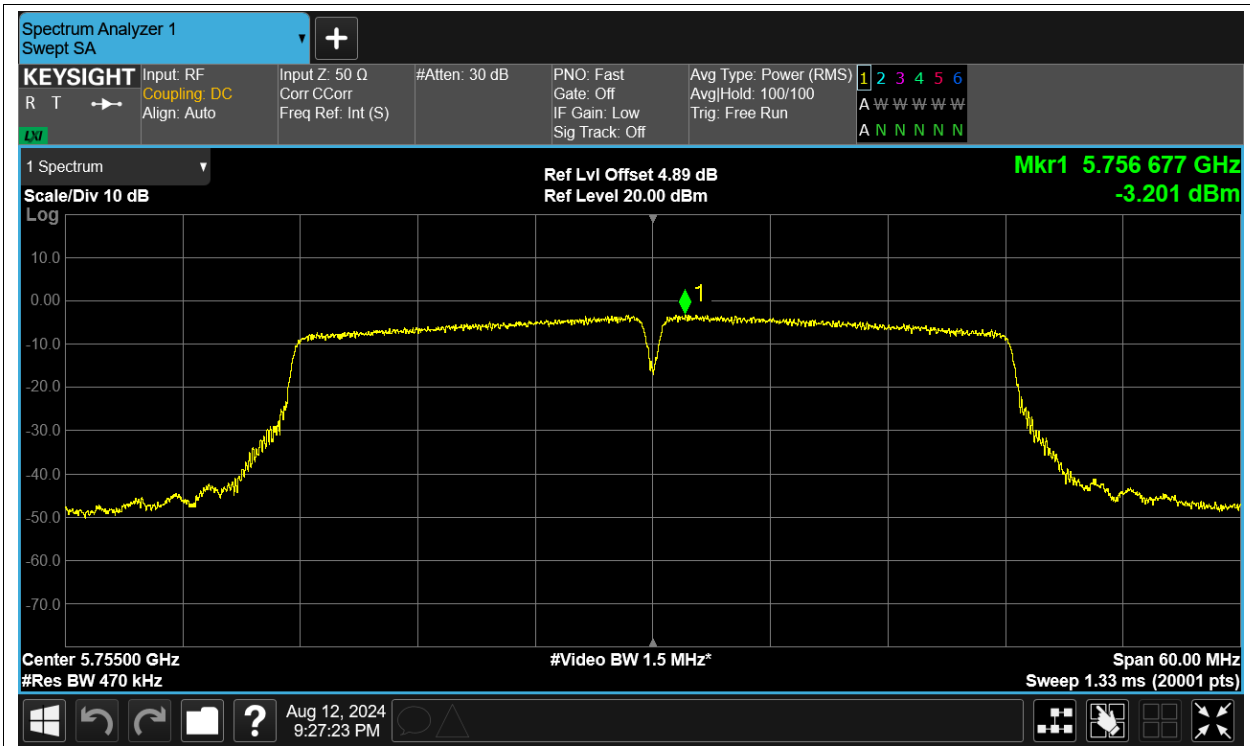 Spectrum Analyzer 1
Swept SA
KEYSIGHT
R T
LXI
Input: RF
Coupling: DC
Align: Auto
Input Z: 50 Ω
Corr CCorr
Freq Ref: Int (S)
#Atten: 30 dB
PNO: Fast
Gate: Off
IF Gain: Low
Sig Track: Off
Avg Type: Power (RMS)
Avg|Hold: 100/100
Trig: Free Run
1 2 3 4 5 6
A W W W W W
A N N N N N
1 Spectrum
Scale/Div 10 dB
Log
Ref Lvl Offset 4.89 dB
Ref Level 20.00 dBm
Mkr1 5.756 677 GHz
-3.201 dBm
10.0
0.00
-10.0
-20.0
-30.0
-40.0
-50.0
-60.0
-70.0
1
Center 5.75500 GHz
#Res BW 470 kHz
#Video BW 1.5 MHz*
Span 60.00 MHz
Sweep 1.33 ms (20001 pts)
?
Aug 12, 2024
9:27:23 PM